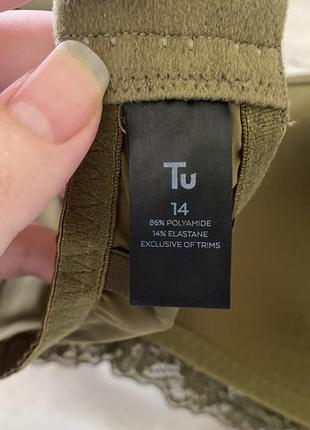 Tu
14
86% POLYAMIDE
14% ELASTANE
EXCLUSIVE OF TRIMS